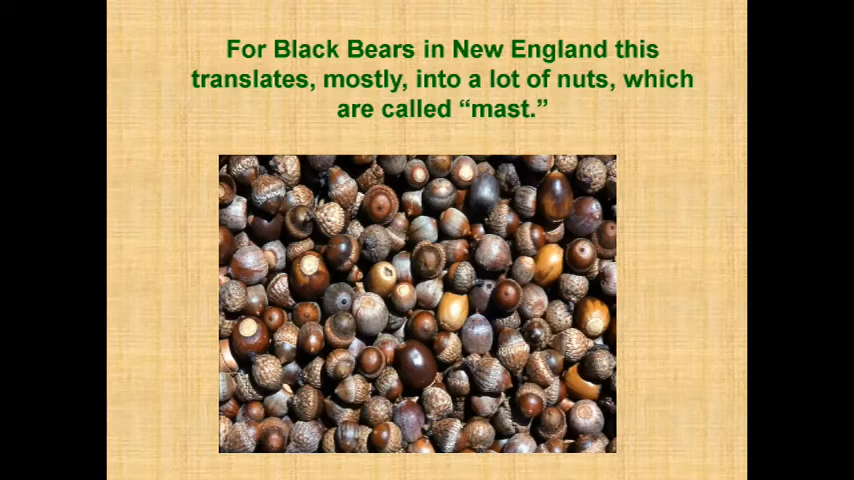 For Black Bears in New England this
translates, mostly, into a lot of nuts, which
are called “mast.”